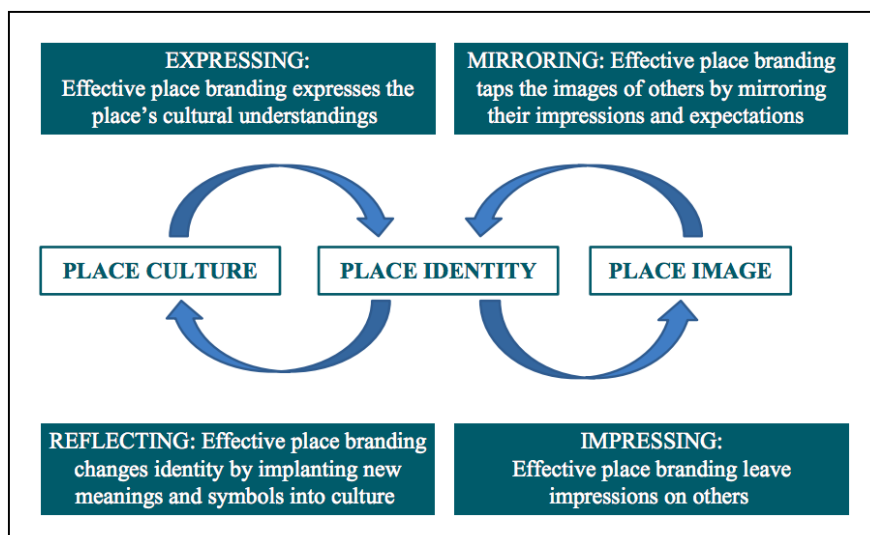 EXPRESSING:
Effective place branding expresses the
place's cultural understandings
MIRRORING: Effective place branding
taps the images of others by mirroring
their impressions and expectations
PLACE CULTURE
PLACE IDENTITY
PLACE IMAGE
REFLECTING: Effective place branding
changes identity by implanting new
meanings and symbols into culture
IMPRESSING:
Effective place branding leave
impressions on others